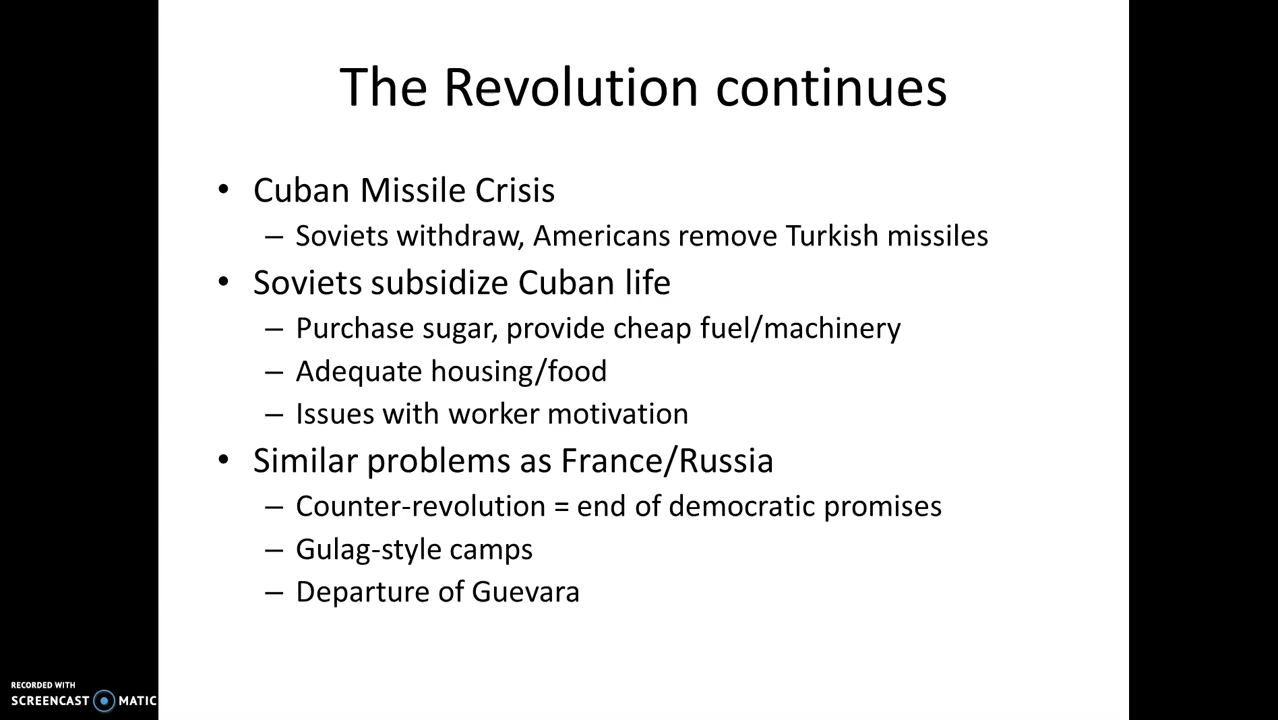 The Revolution continues
• Cuban Missile Crisis
– Soviets withdraw, Americans remove Turkish missiles
• Soviets subsidize Cuban life
– Purchase sugar, provide cheap fuel/machinery
– Adequate housing/food
– Issues with worker motivation
• Similar problems as France/Russia
– Counter-revolution = end of democratic promises
– Gulag-style camps
– Departure of Guevara
RECORDED WITH
SCREENCAST MATIC